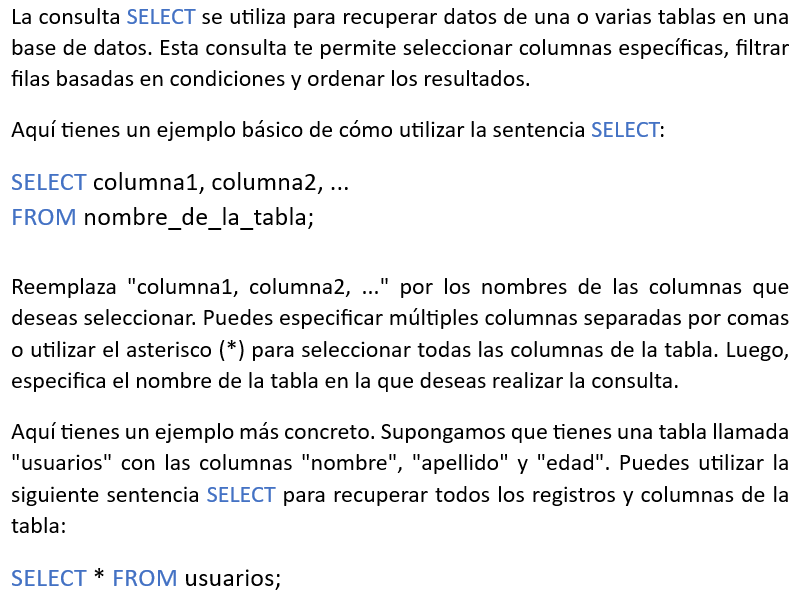 La consulta SELECT se utiliza para recuperar datos de una o varias tablas en una
base de datos. Esta consulta te permite seleccionar columnas específicas, filtrar
filas basadas en condiciones y ordenar los resultados.
Aquí tienes un ejemplo básico de cómo utilizar la sentencia SELECT:
SELECT columna1, columna2, ...
FROM nombre_de_la_tabla;
Reemplaza "columna1, columna2, ..." por los nombres de las columnas que
deseas seleccionar. Puedes especificar múltiples columnas separadas por comas
o utilizar el asterisco (*) para seleccionar todas las columnas de la tabla. Luego,
especifica el nombre de la tabla en la que deseas realizar la consulta.
Aquí tienes un ejemplo más concreto. Supongamos que tienes una tabla llamada
"usuarios" con las columnas "nombre", "apellido" y "edad". Puedes utilizar la
siguiente sentencia SELECT para recuperar todos los registros y columnas de la
tabla:
SELECT * FROM usuarios;